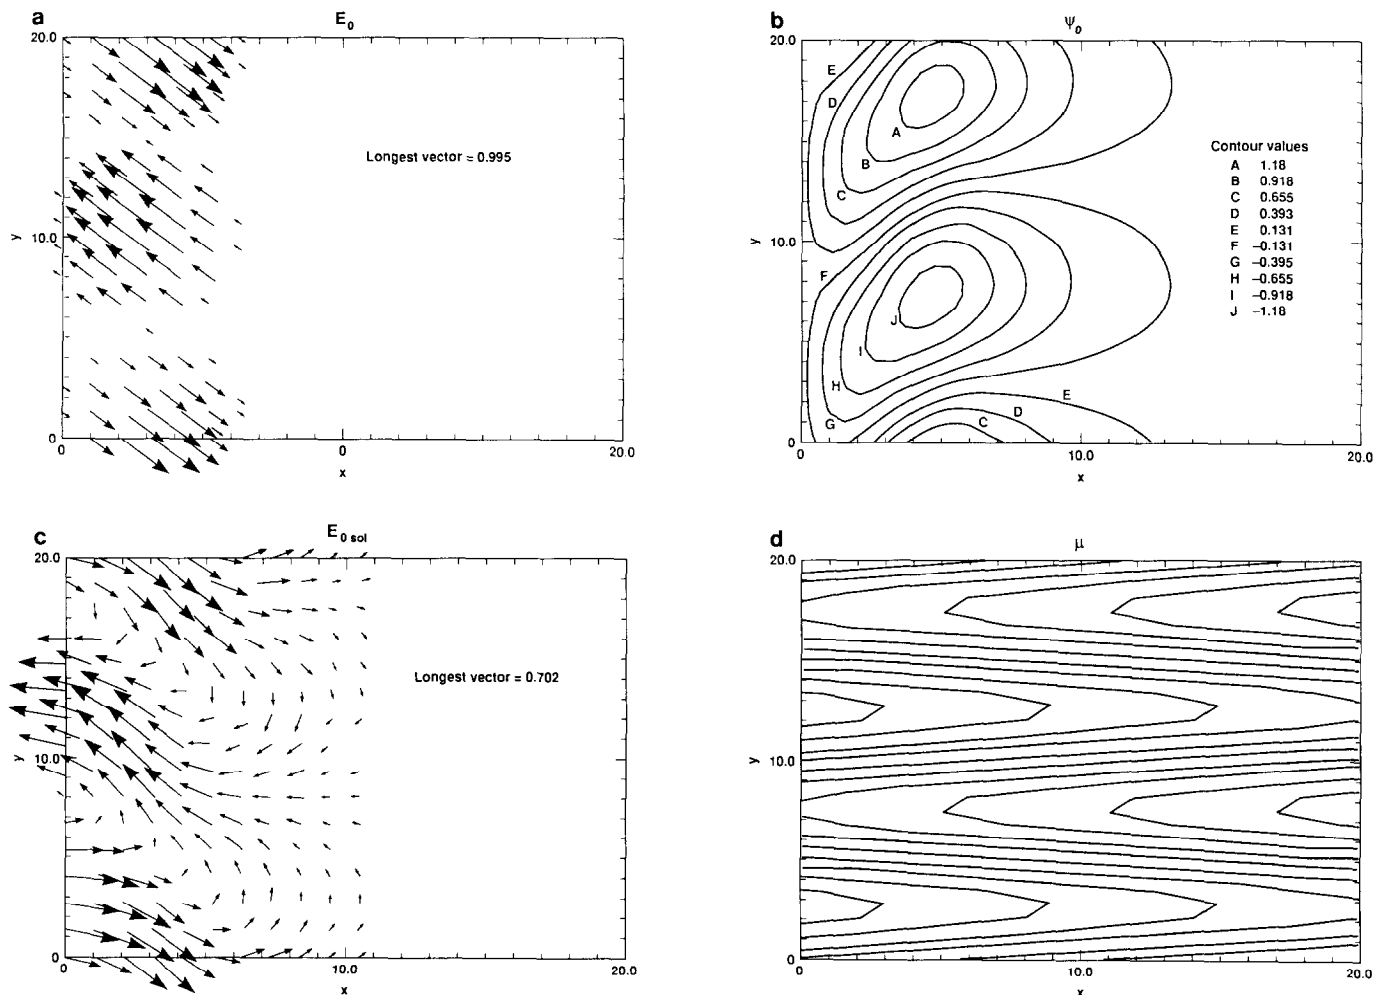 a
E₀
20.0
10.0
y
0
0
0
20.0
x
Longest vector = 0.995
b
Ψ₀
20.0
10.0
y
0
0
10.0
20.0
x
E
D
A
B
C
F
J
I
H
G
E
D
C
Contour values
A 1.18
B 0.918
C 0.655
D 0.393
E 0.131
F −0.131
G −0.395
H −0.655
I −0.918
J −1.18
c
E₀ sol
20.0
10.0
y
0
0
10.0
20.0
x
Longest vector = 0.702
d
μ
20.0
10.0
y
0
0
10.0
20.0
x